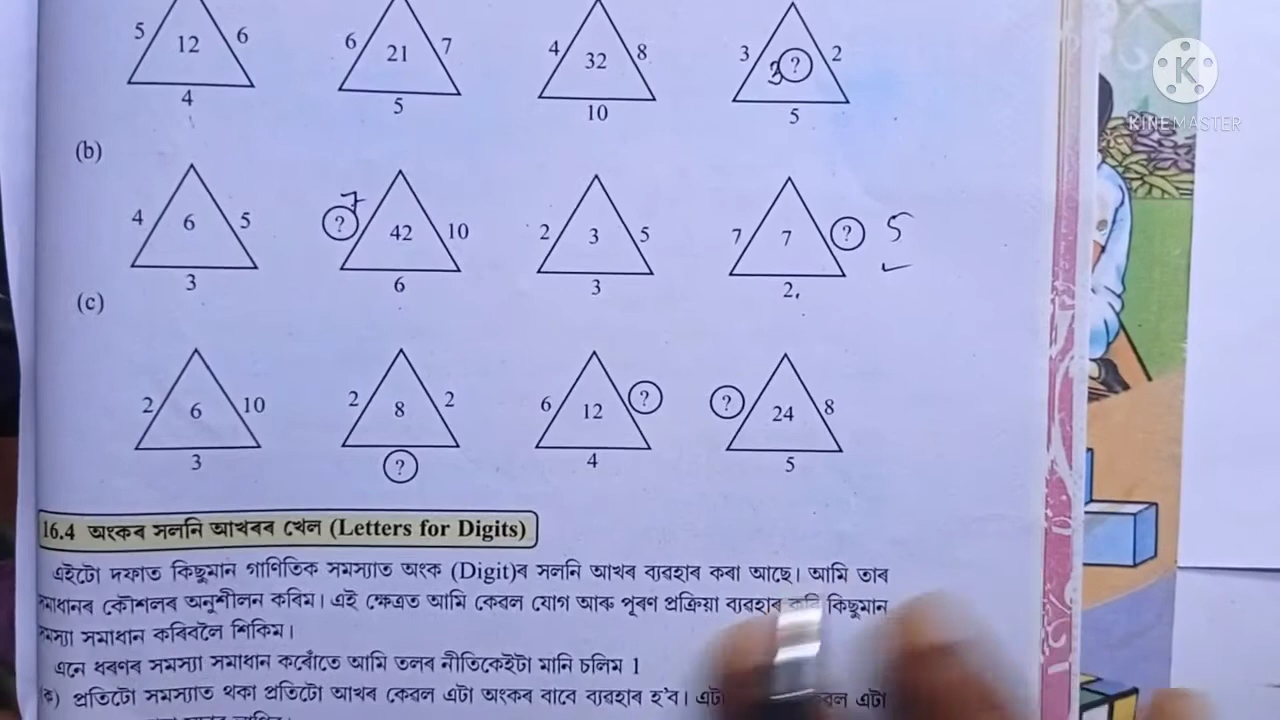 5 12 6 6 21 7 4 32 8 3 3 ? 2
4 5 10 5
KINEMASTER
(b)
4 6 5 ? 7 42 10 2 3 5 7 7 ? 5
3 6 3 2.
(c)
2 6 10 2 8 2 6 12 ? ? 24 8
3 ? 4 5
16.4 অংকৰ সলনি আখৰৰ খেল (Letters for Digits)
এইটো দফাত কিছুমান গাণিতিক সমস্যাত অংক (Digit)ৰ সলনি আখৰ ব্যৱহাৰ কৰা আছে। আমি তাৰ
মাধানৰ কৌশলৰ অনুশীলন কৰিম। এই ক্ষেত্ৰত আমি কেৱল যোগ আৰু পূৰণ প্ৰক্ৰিয়া ব্যৱহাৰ কৰি কিছুমান
মস্যা সমাধান কৰিবলৈ শিকিম।
এনে ধৰণৰ সমস্যা সমাধান কৰোঁতে আমি তলৰ নীতিকেইটা মানি চলিম 1
(ক) প্ৰতিটো সমস্যাত থকা প্ৰতিটো আখৰ কেৱল এটা অংকৰ বাবে ব্যৱহাৰ হ'ব। এটা এটা